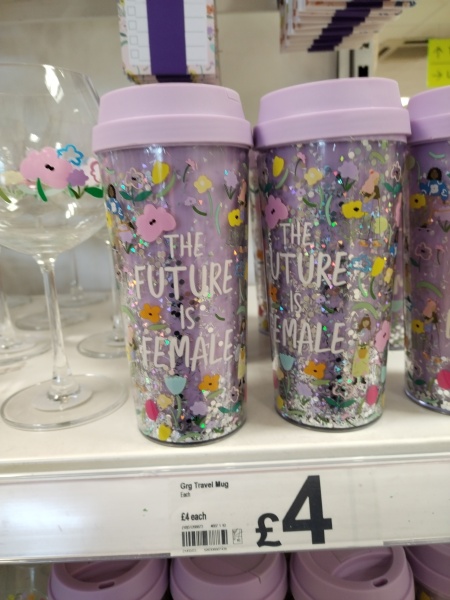 THE
FUTURE
IS
FEMALE
THE
FUTURE
IS
FEMALE
Grg Travel Mug
Each
£4 each
£4